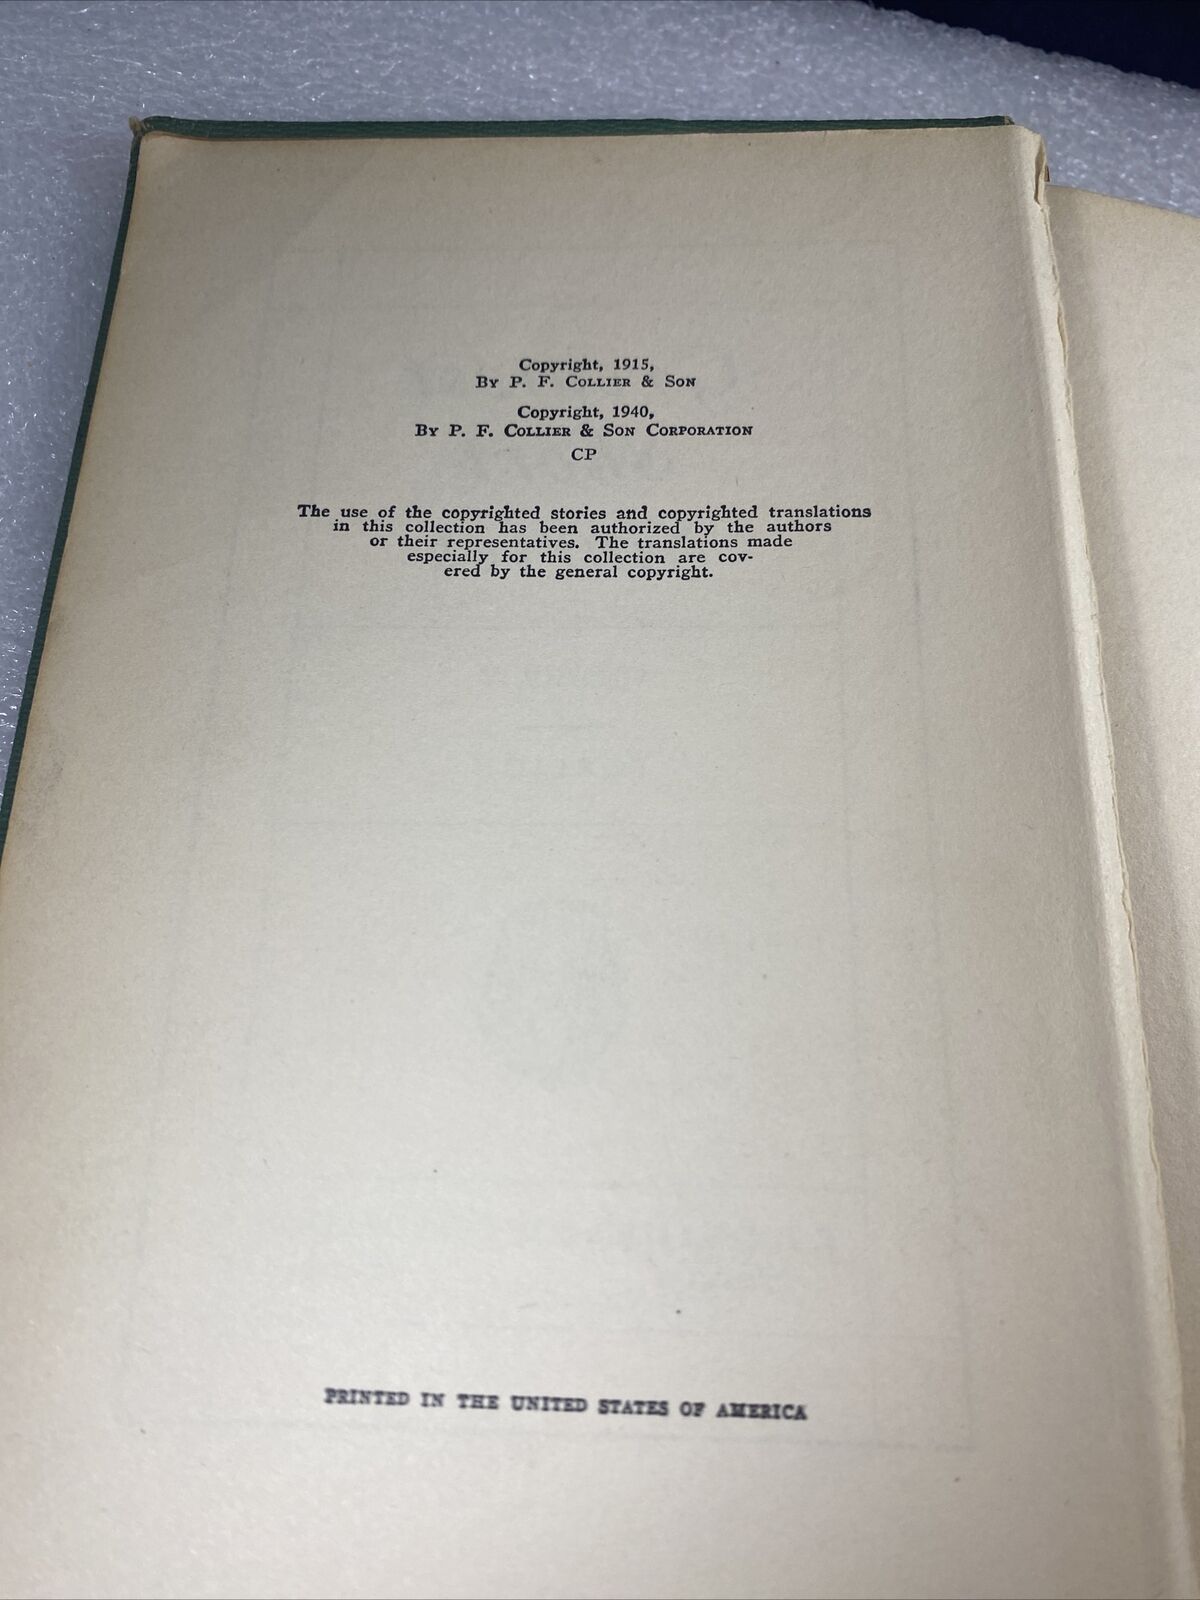 Copyright, 1915,
By P. F. Collier & Son
Copyright, 1940,
By P. F. Collier & Son Corporation
CP
The use of the copyrighted stories and copyrighted translations
in this collection has been authorized by the authors
or their representatives. The translations made
especially for this collection are cov-
ered by the general copyright.
PRINTED IN THE UNITED STATES OF AMERICA